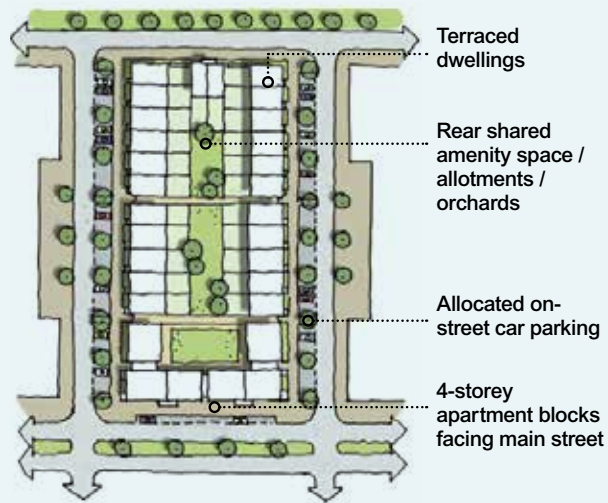 Terraced
dwellings
Rear shared
amenity space /
allotments /
orchards
Allocated on-
street car parking
4-storey
apartment blocks
facing main street